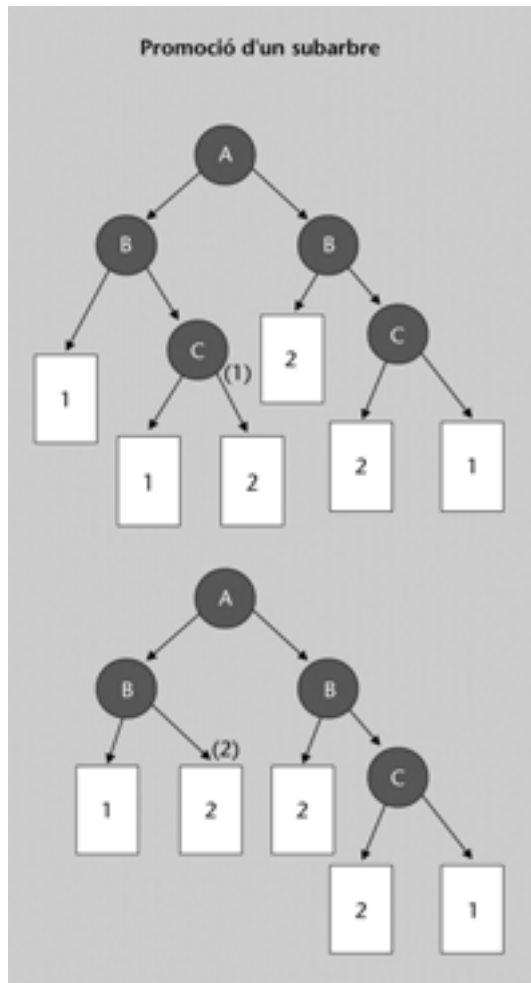 Promoció d'un subarbre
A
B B
C (1) 2 C
1
1 2 2 1
A
B B
(2)
1 2 2 C
2 1